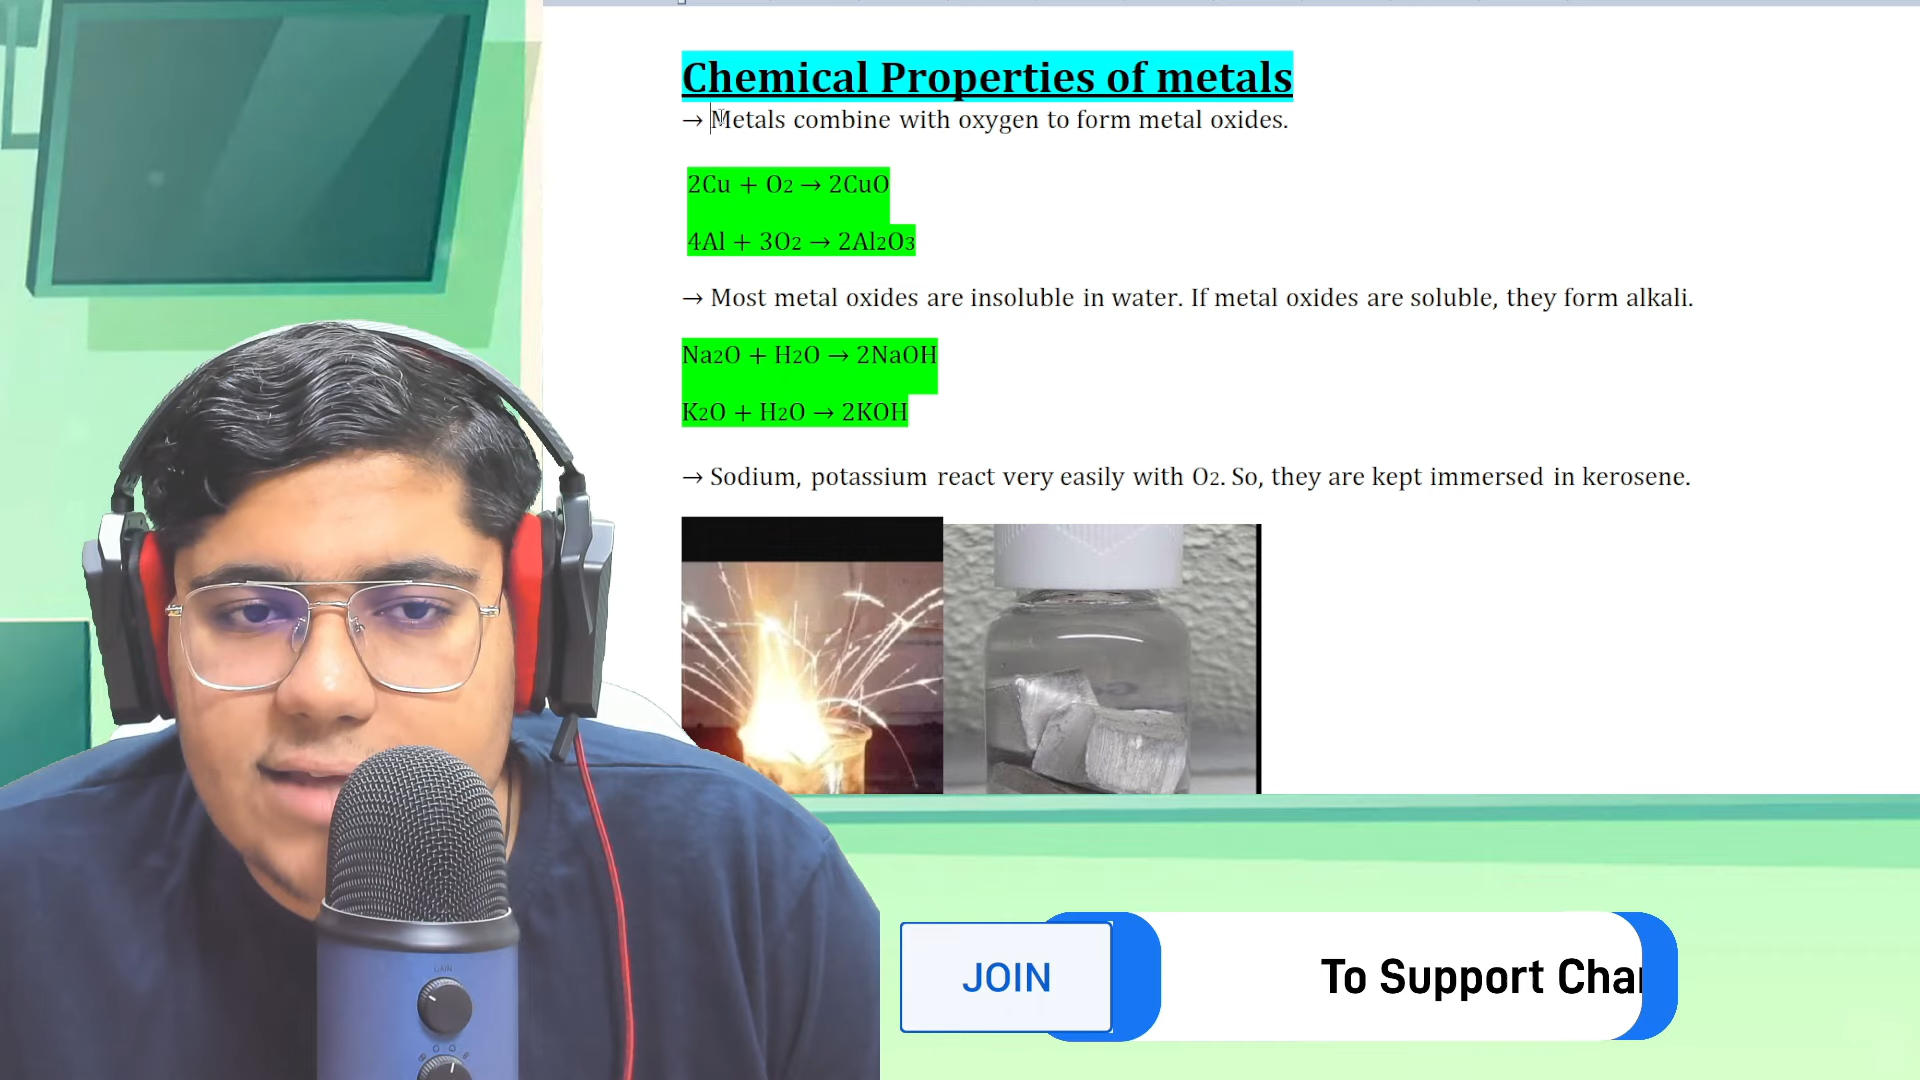 Chemical Properties of metals
→ Metals combine with oxygen to form metal oxides.
2Cu + O2 → 2CuO
4Al + 3O2 → 2Al2O3
→ Most metal oxides are insoluble in water. If metal oxides are soluble, they form alkali.
Na2O + H2O → 2NaOH
K2O + H2O → 2KOH
→ Sodium, potassium react very easily with O2. So, they are kept immersed in kerosene.
GAIN
JOIN
To Support Cha